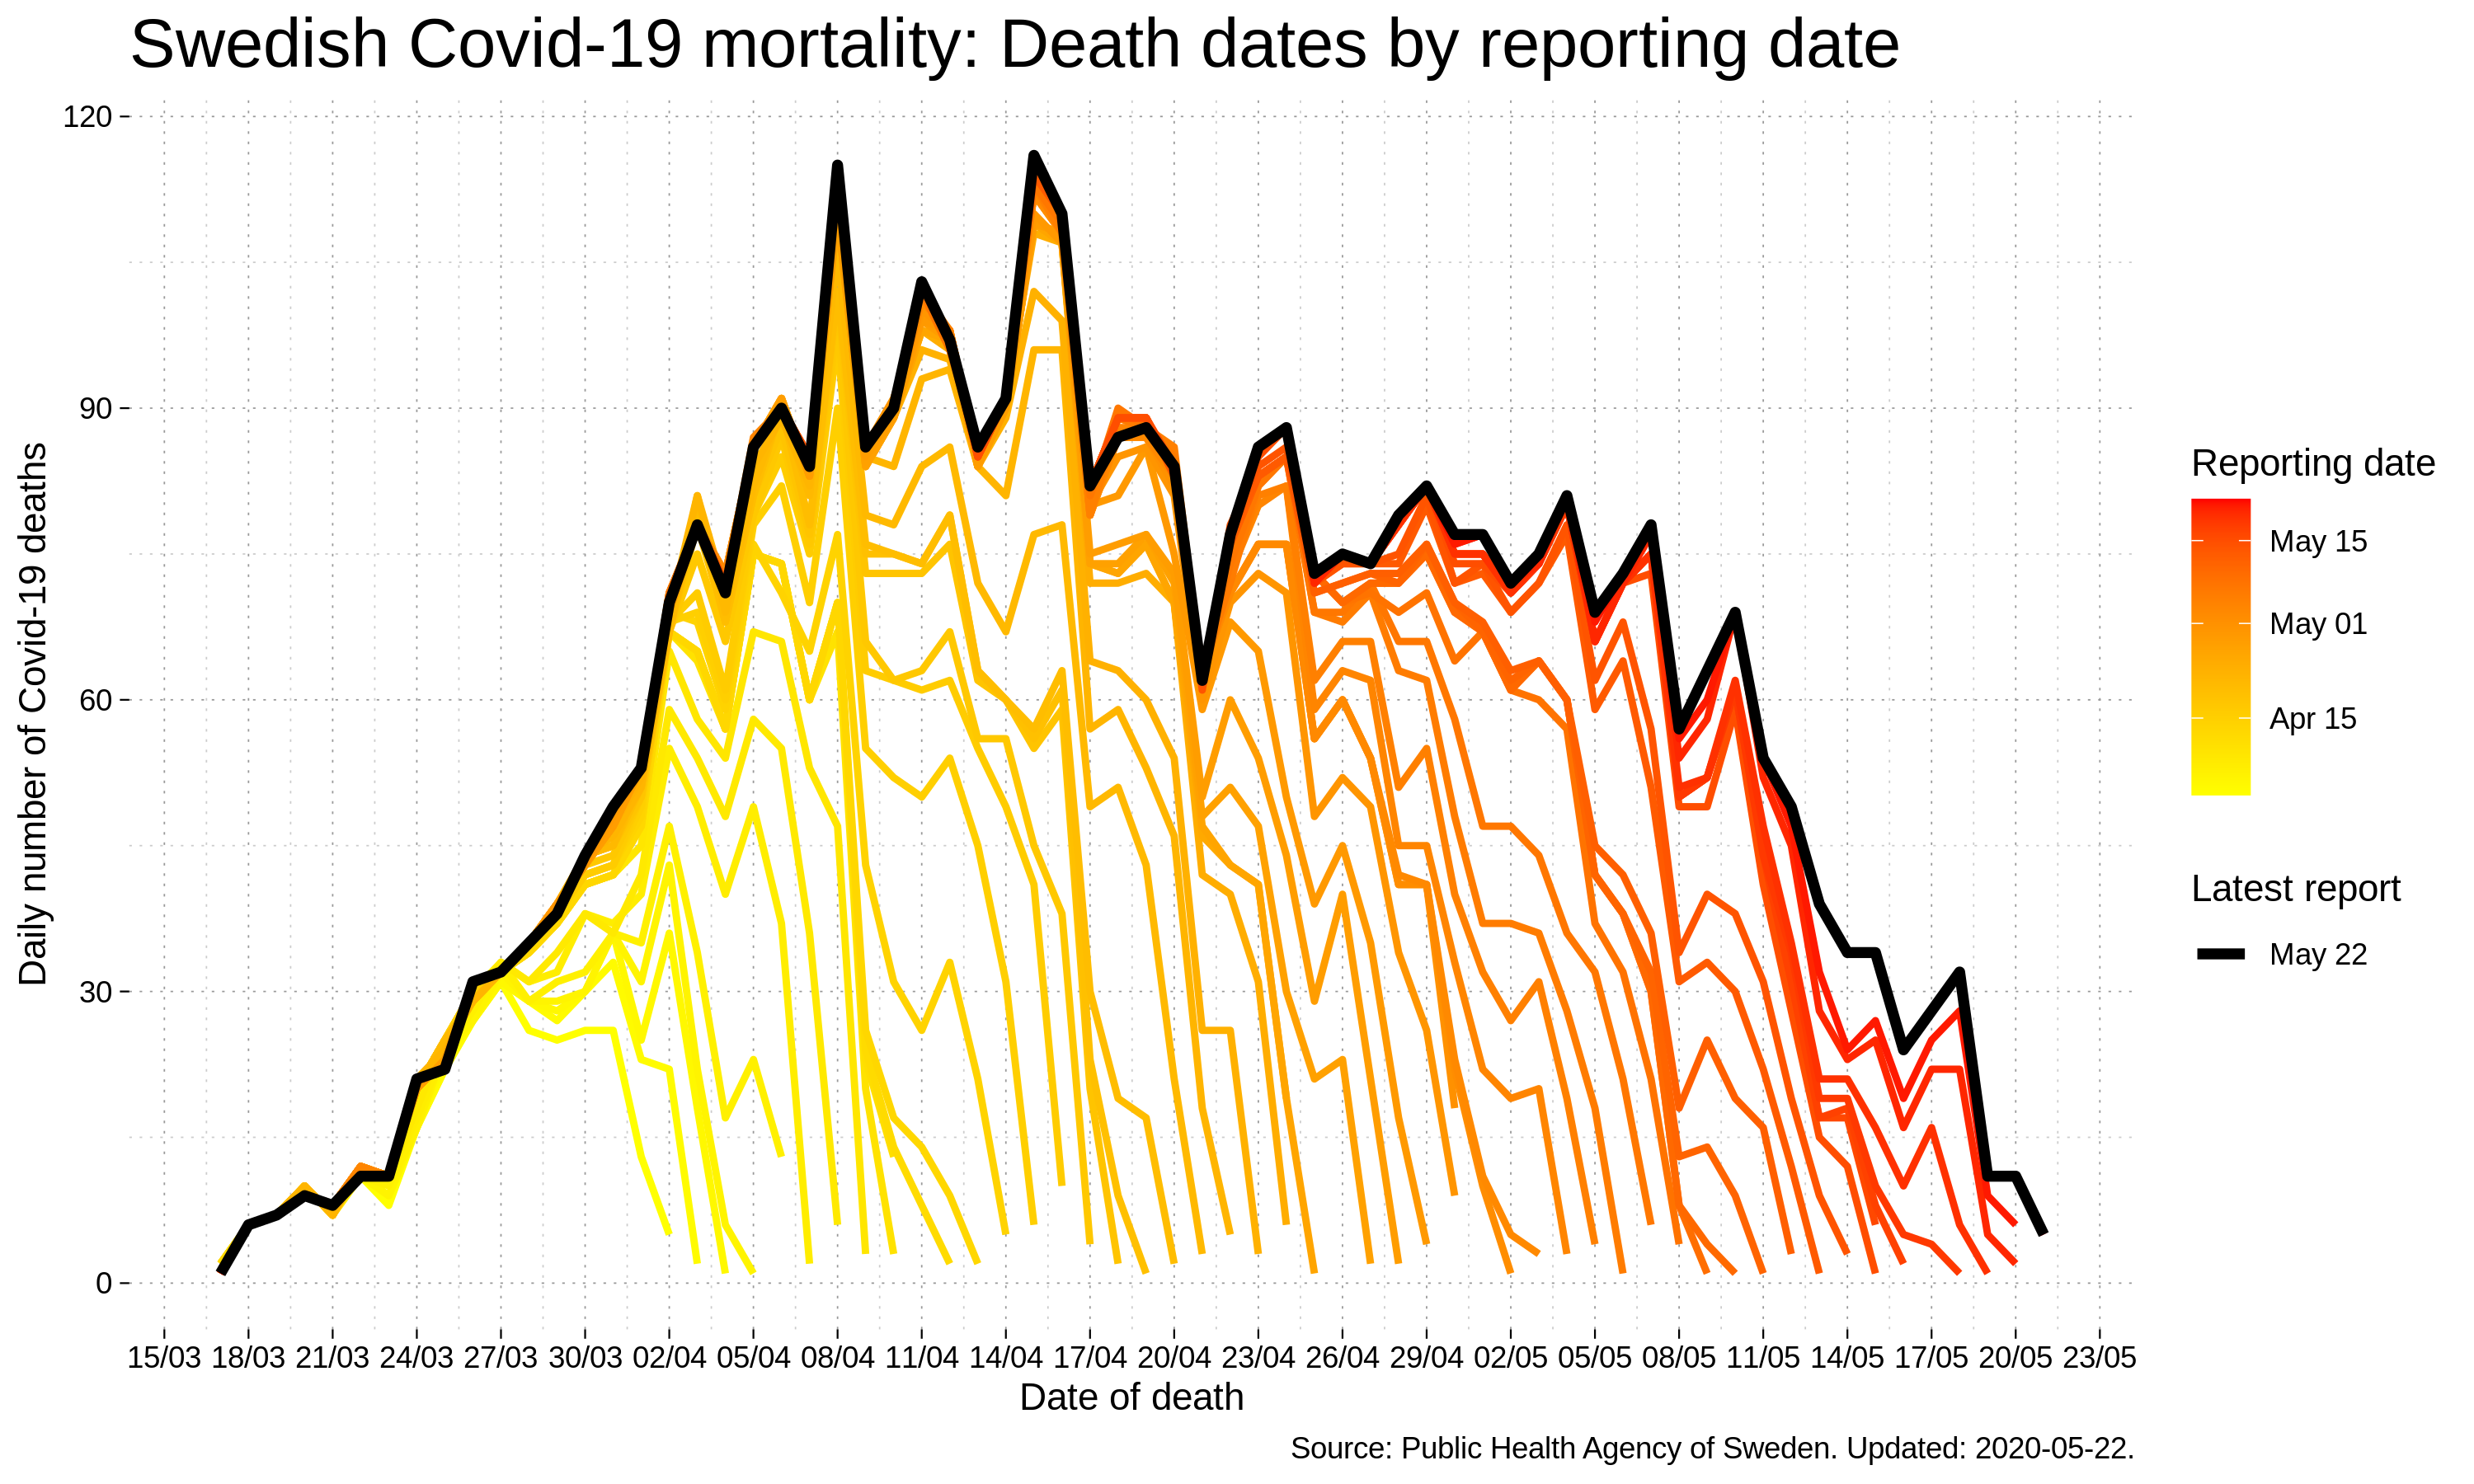 Swedish Covid-19 mortality: Death dates by reporting date
Daily number of Covid-19 deaths
120
90
60
30
0
15/03 18/03 21/03 24/03 27/03 30/03 02/04 05/04 08/04 11/04 14/04 17/04 20/04 23/04 26/04 29/04 02/05 05/05 08/05 11/05 14/05 17/05 20/05 23/05
Date of death
Reporting date
May 15
May 01
Apr 15
Latest report
May 22
Source: Public Health Agency of Sweden. Updated: 2020-05-22.